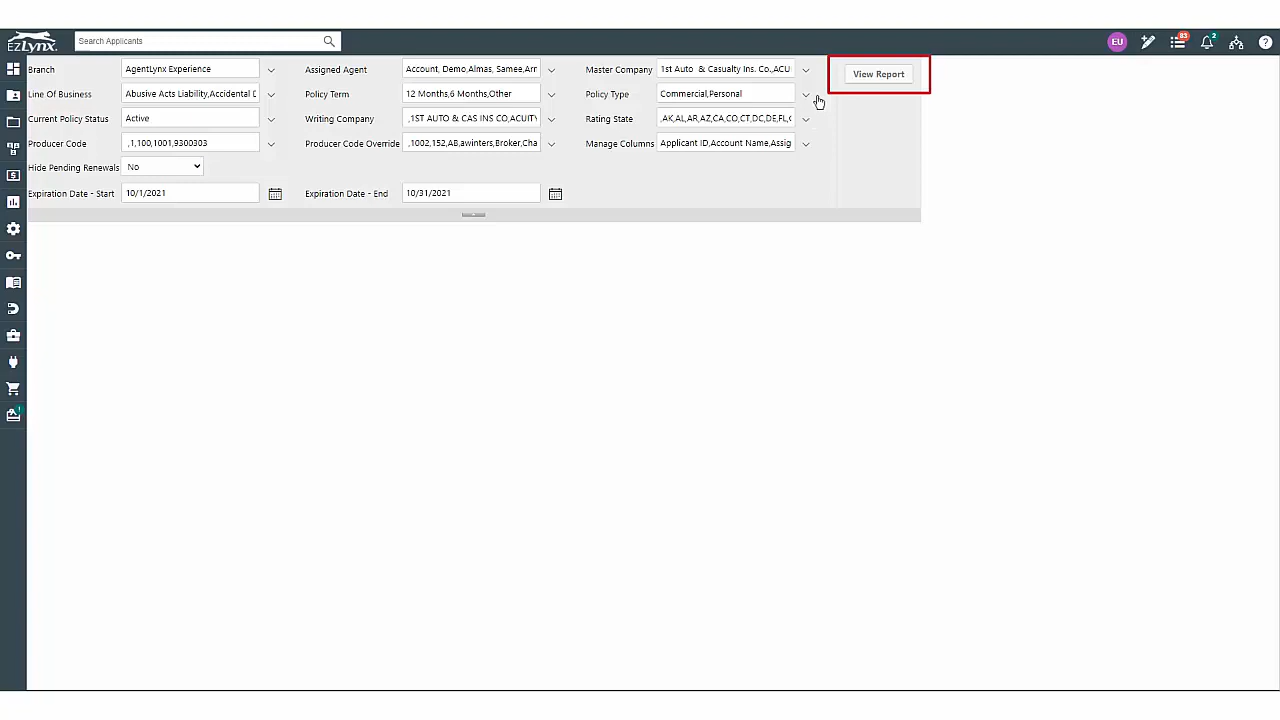 EZLynx
Search Applicants
EU
83
2
Branch AgentLynx Experience Assigned Agent Account, Demo,Almas, Samee,Arr Master Company 1st Auto & Casualty Ins. Co.,ACU View Report
Line Of Business Abusive Acts Liability,Accidental D Policy Term 12 Months,6 Months,Other Policy Type Commercial,Personal
Current Policy Status Active Writing Company ,1ST AUTO & CAS INS CO,ACUITY Rating State ,AK,AL,AR,AZ,CA,CO,CT,DC,DE,FL,G
Producer Code ,1,100,1001,9300303 Producer Code Override ,1002,152,AB,awinters,Broker,Cha Manage Columns Applicant ID,Account Name,Assig
Hide Pending Renewals No
Expiration Date - Start 10/1/2021 Expiration Date - End 10/31/2021